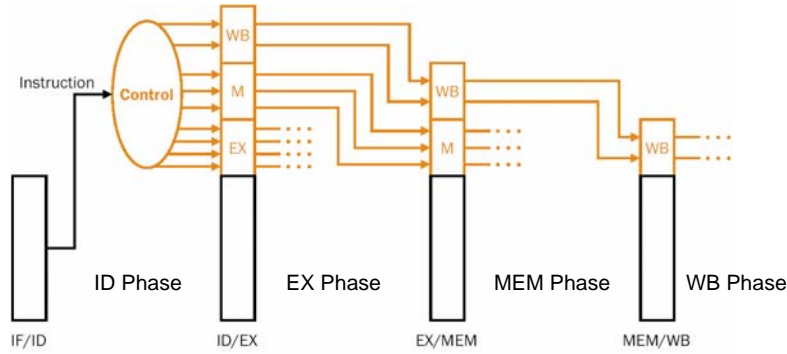 WB
Instruction
Control
M
WB
EX
M
WB
ID Phase
EX Phase
MEM Phase
WB Phase
IF/ID
ID/EX
EX/MEM
MEM/WB